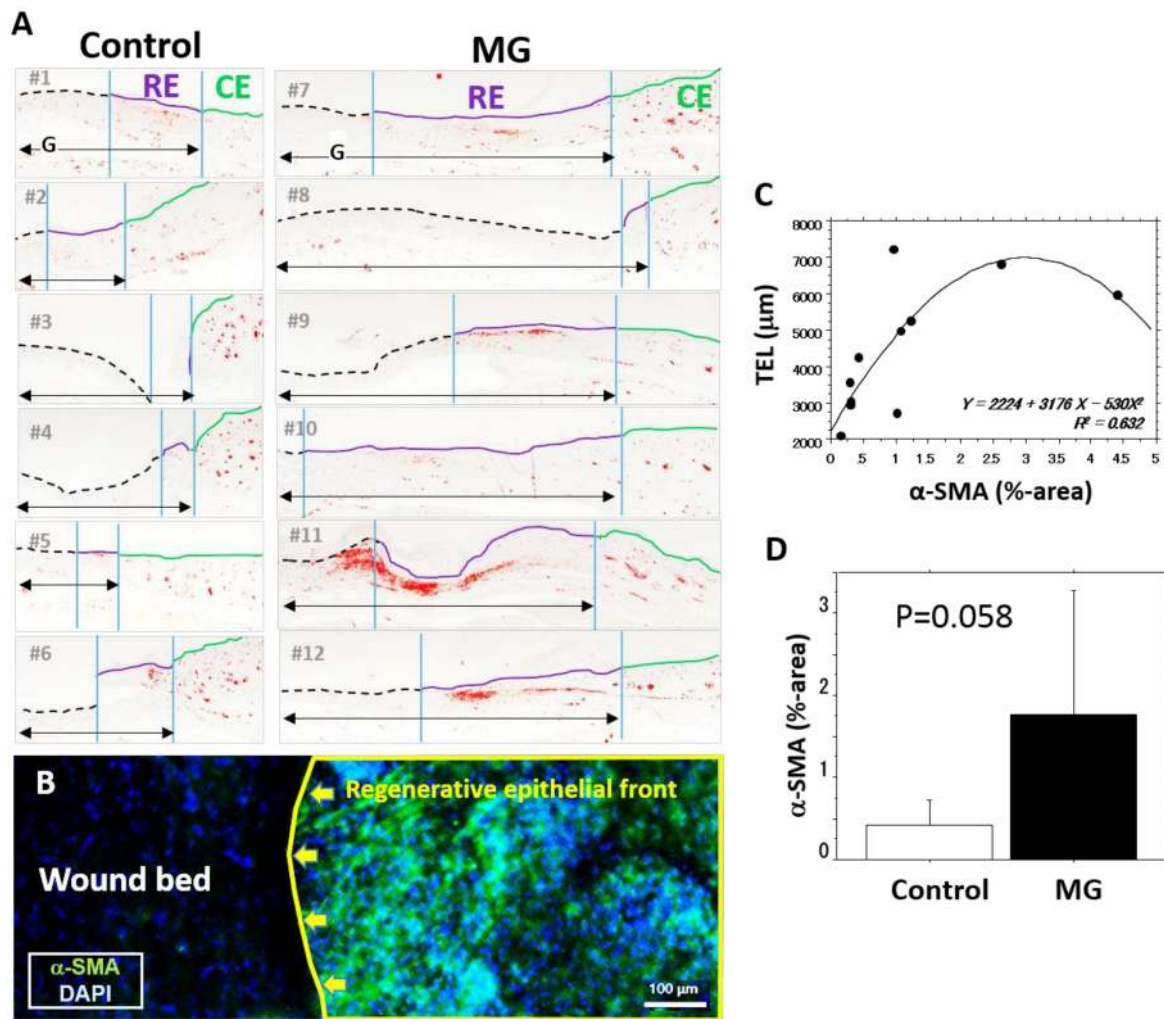 A
Control
MG
#1
RE
CE
G
#2
#3
#4
#5
#6
#7
RE
CE
G
#8
#9
#10
#11
#12
B
Regenerative epithelial front
Wound bed
α-SMA
DAPI
100 µm
C
TEL (µm)
8000
7000
6000
5000
4000
3000
2000
Y = 2224 + 3176 X – 530X²
R² = 0.632
0 .5 1 1.5 2 2.5 3 3.5 4 4.5 5
α-SMA (%-area)
D
α-SMA (%-area)
3
2
1
0
P=0.058
Control
MG